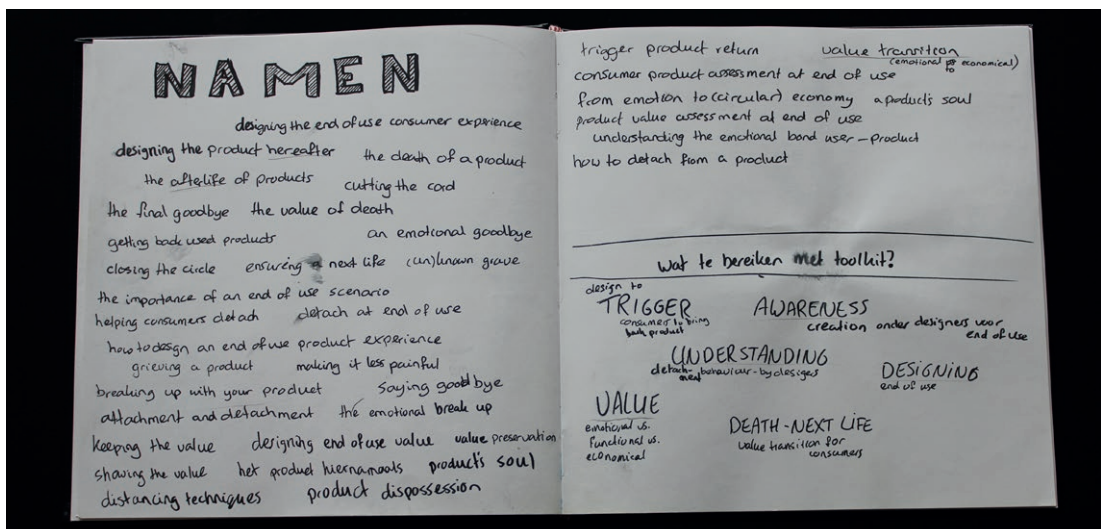 NAMEN
designing the end of use consumer experience
designing the product hereafter the death of a product
the afterlife of products cutting the cord
the final goodbye the value of death
getting back used products an emotional goodbye
closing the circle ensuring a next life (un)known grave
the importance of an end of use scenario
helping consumers detach detach at end of use
how to design an end of use product experience
grieving a product making it less painful
breaking up with your product saying goodbye
attachment and detachment the emotional break up
keeping the value designing end of use value value preservation
showing the value het product hiernamaals product's soul
distancing techniques product dispossession
trigger product return value transition
(emotional to economical)
consumer product assessment at end of use
from emotion to (circular) economy a product's soul
product value assessment at end of use
understanding the emotional bond user - product
how to detach from a product
wat te bereiken met toolkit?
design to
TRIGGER
consumers to bring
back product
AWARENESS
creation onder designers voor
end of use
UNDERSTANDING
detach-
ment behaviour - by designers
DESIGNING
end of use
VALUE
emotional vs.
functional vs.
economical
DEATH - NEXT LIFE
value transition for
consumers